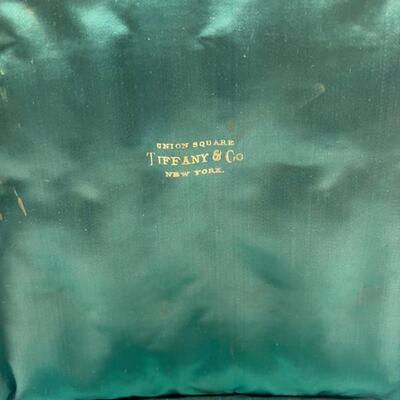 UNION SQUARE
TIFFANY & CO
NEW YORK.